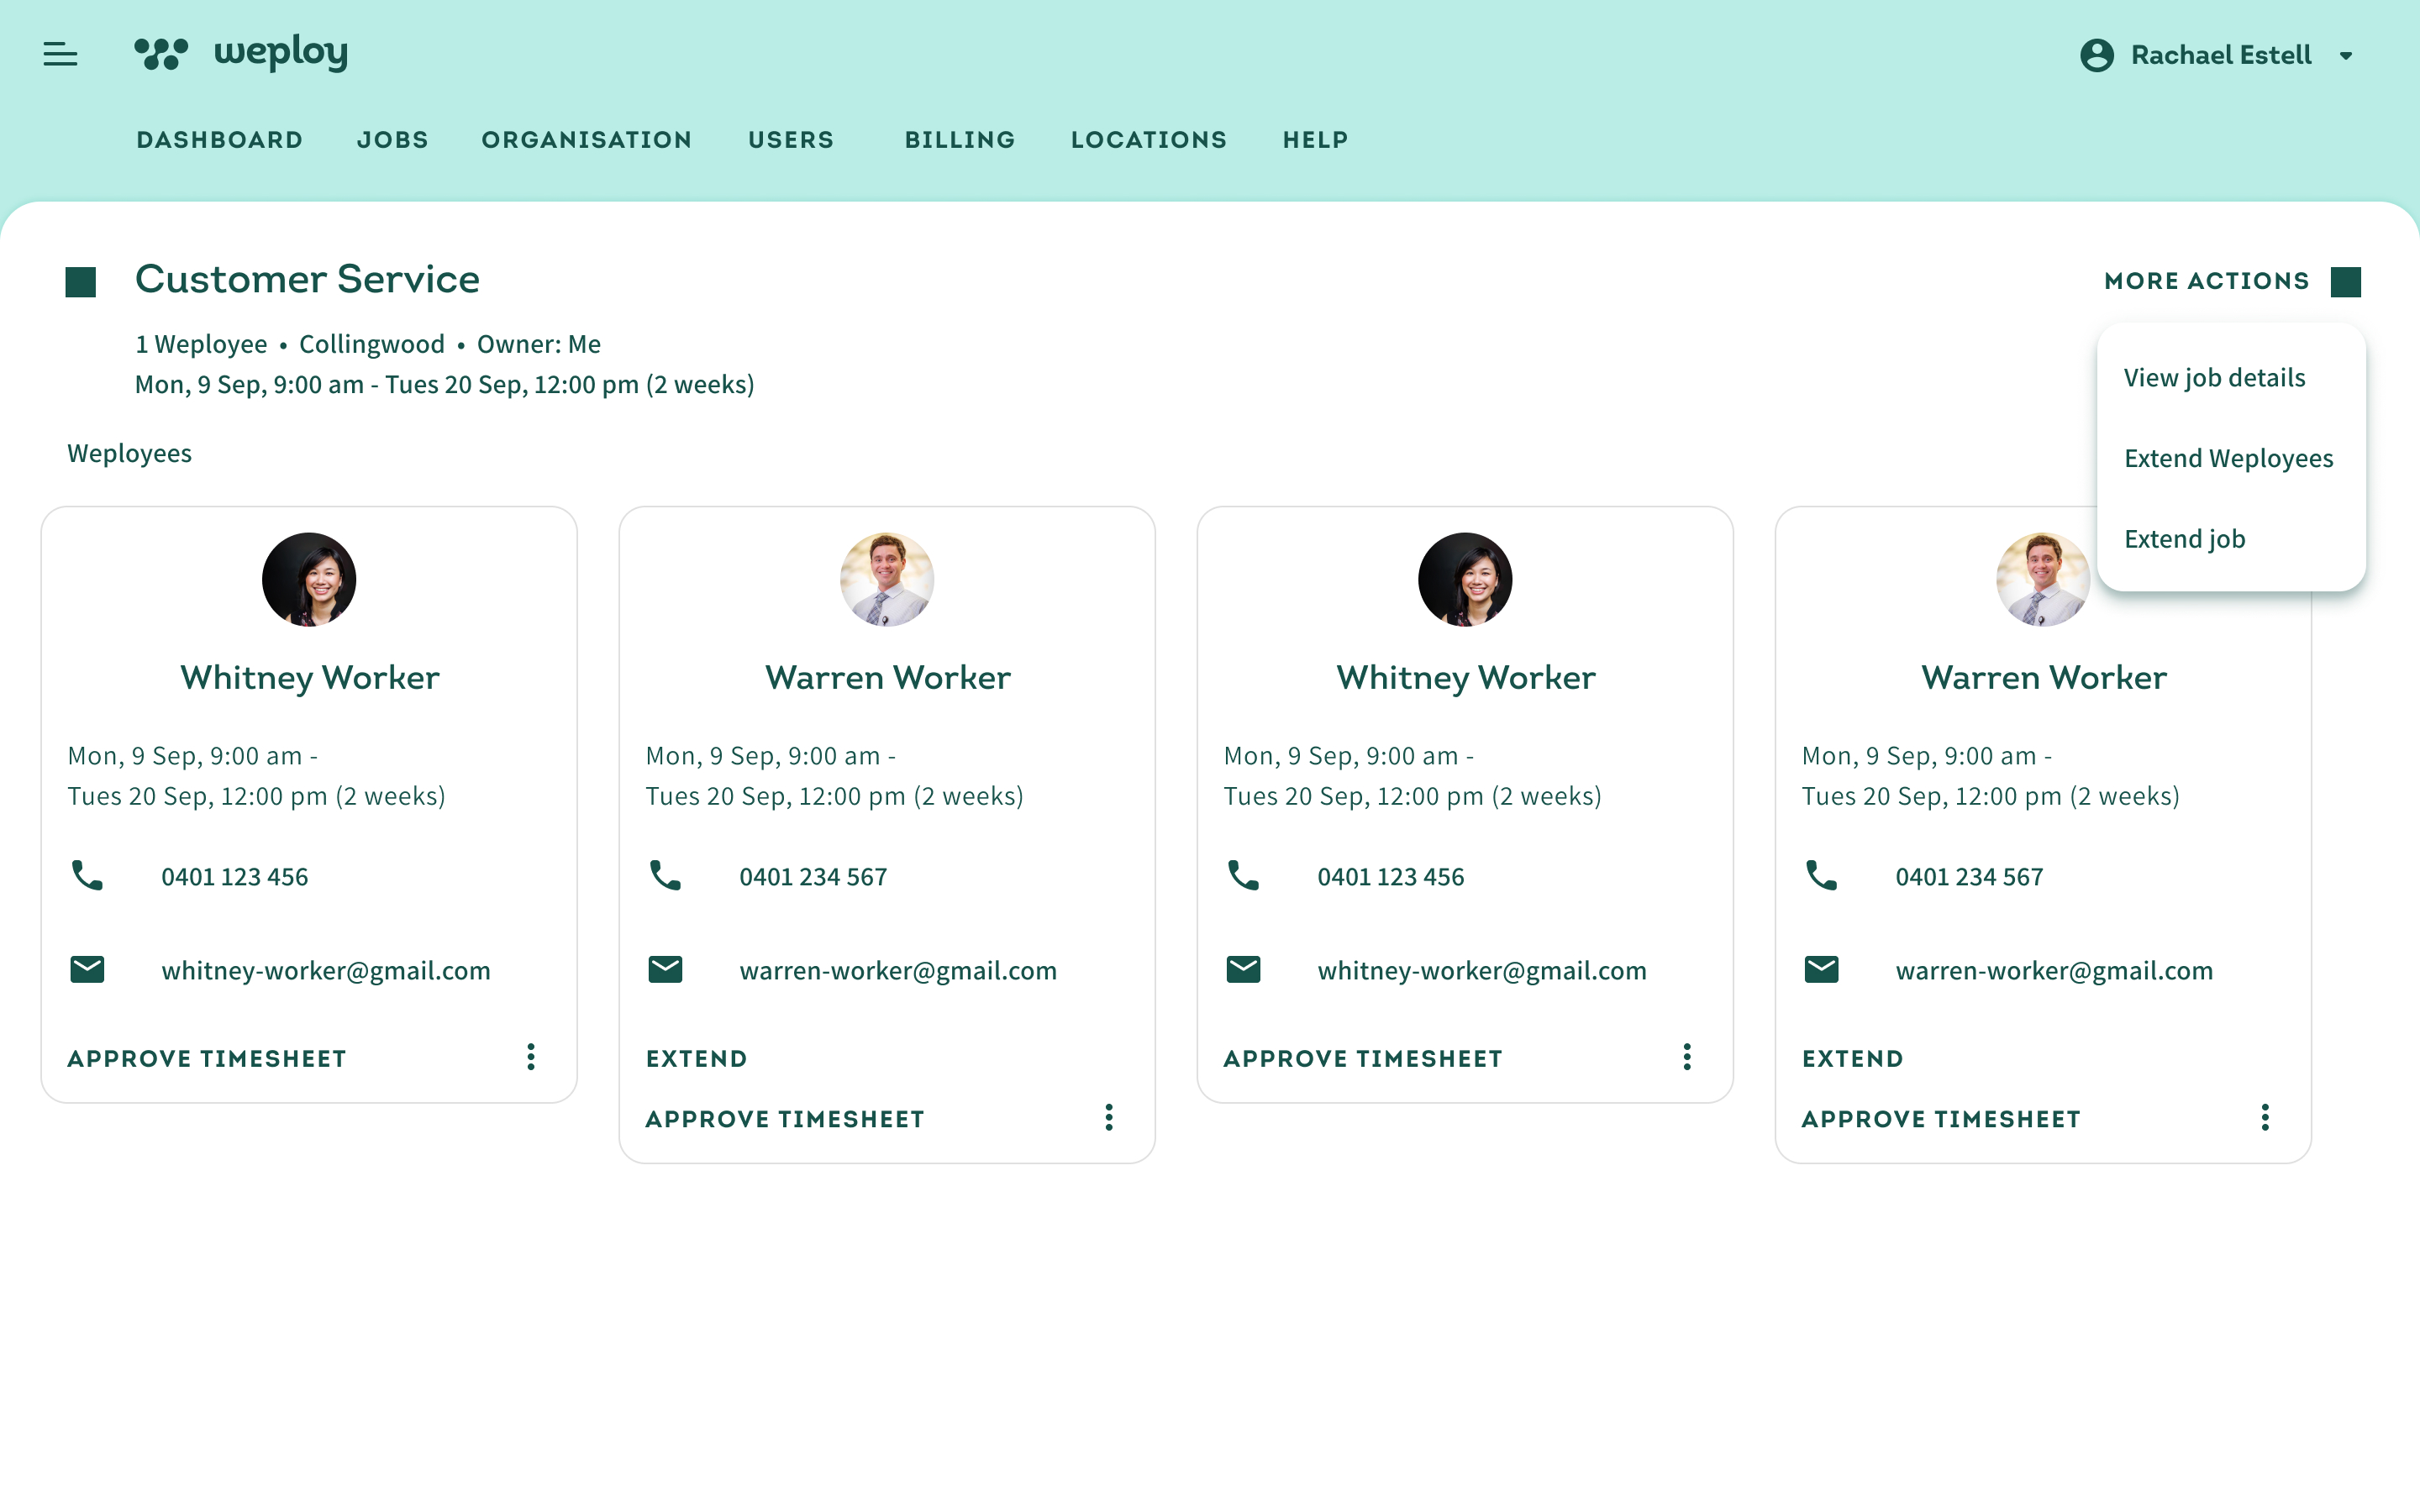 weploy
Rachael Estell
DASHBOARD JOBS ORGANISATION USERS BILLING LOCATIONS HELP
Customer Service
MORE ACTIONS
1 Weployee • Collingwood • Owner: Me
Mon, 9 Sep, 9:00 am - Tues 20 Sep, 12:00 pm (2 weeks)
View job details
Extend Weployees
Extend job
Weployees
Whitney Worker
Mon, 9 Sep, 9:00 am -
Tues 20 Sep, 12:00 pm (2 weeks)
0401 123 456
whitney-worker@gmail.com
APPROVE TIMESHEET
Warren Worker
Mon, 9 Sep, 9:00 am -
Tues 20 Sep, 12:00 pm (2 weeks)
0401 234 567
warren-worker@gmail.com
EXTEND
APPROVE TIMESHEET
Whitney Worker
Mon, 9 Sep, 9:00 am -
Tues 20 Sep, 12:00 pm (2 weeks)
0401 123 456
whitney-worker@gmail.com
APPROVE TIMESHEET
Warren Worker
Mon, 9 Sep, 9:00 am -
Tues 20 Sep, 12:00 pm (2 weeks)
0401 234 567
warren-worker@gmail.com
EXTEND
APPROVE TIMESHEET